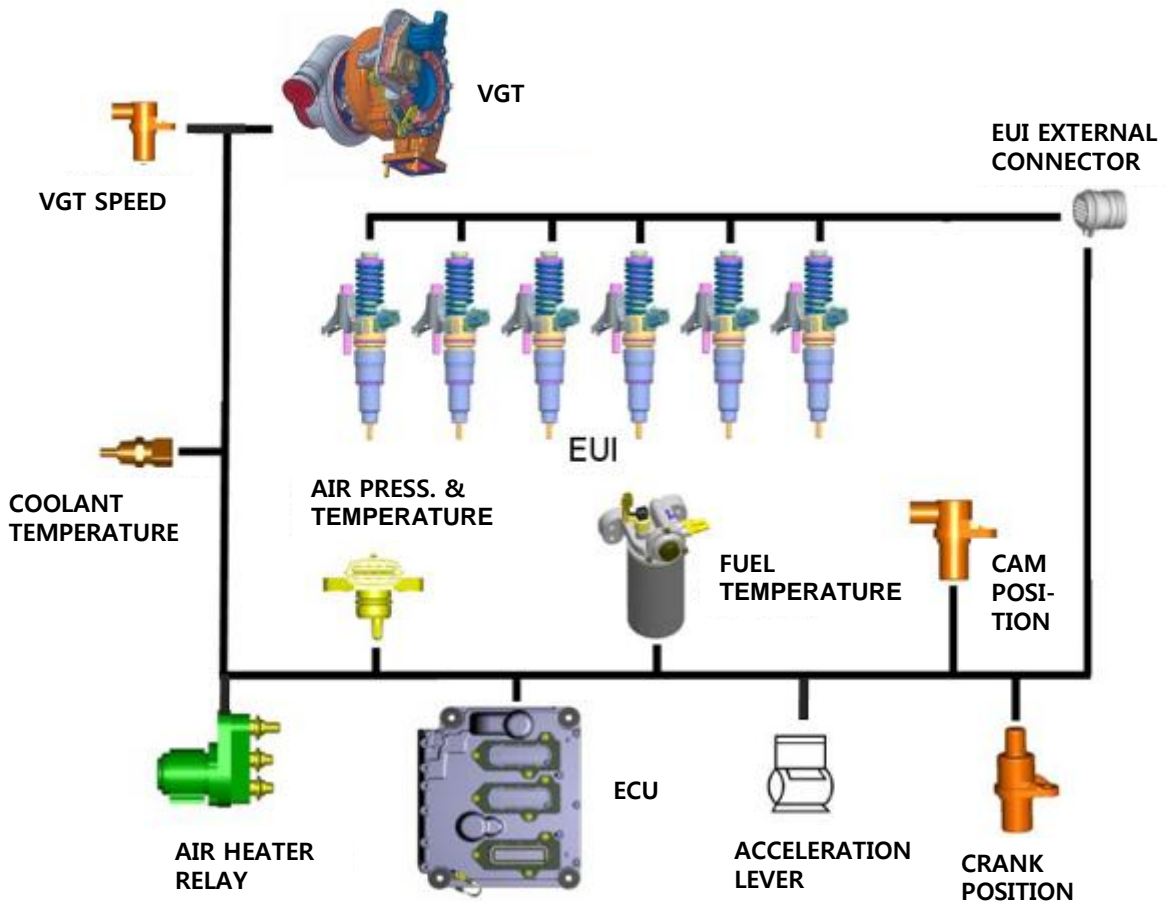 VGT
EUI EXTERNAL
CONNECTOR
VGT SPEED
EUI
COOLANT
TEMPERATURE
AIR PRESS. &
TEMPERATURE
FUEL
TEMPERATURE
CAM
POSI-
TION
AIR HEATER
RELAY
ECU
ACCELERATION
LEVER
CRANK
POSITION